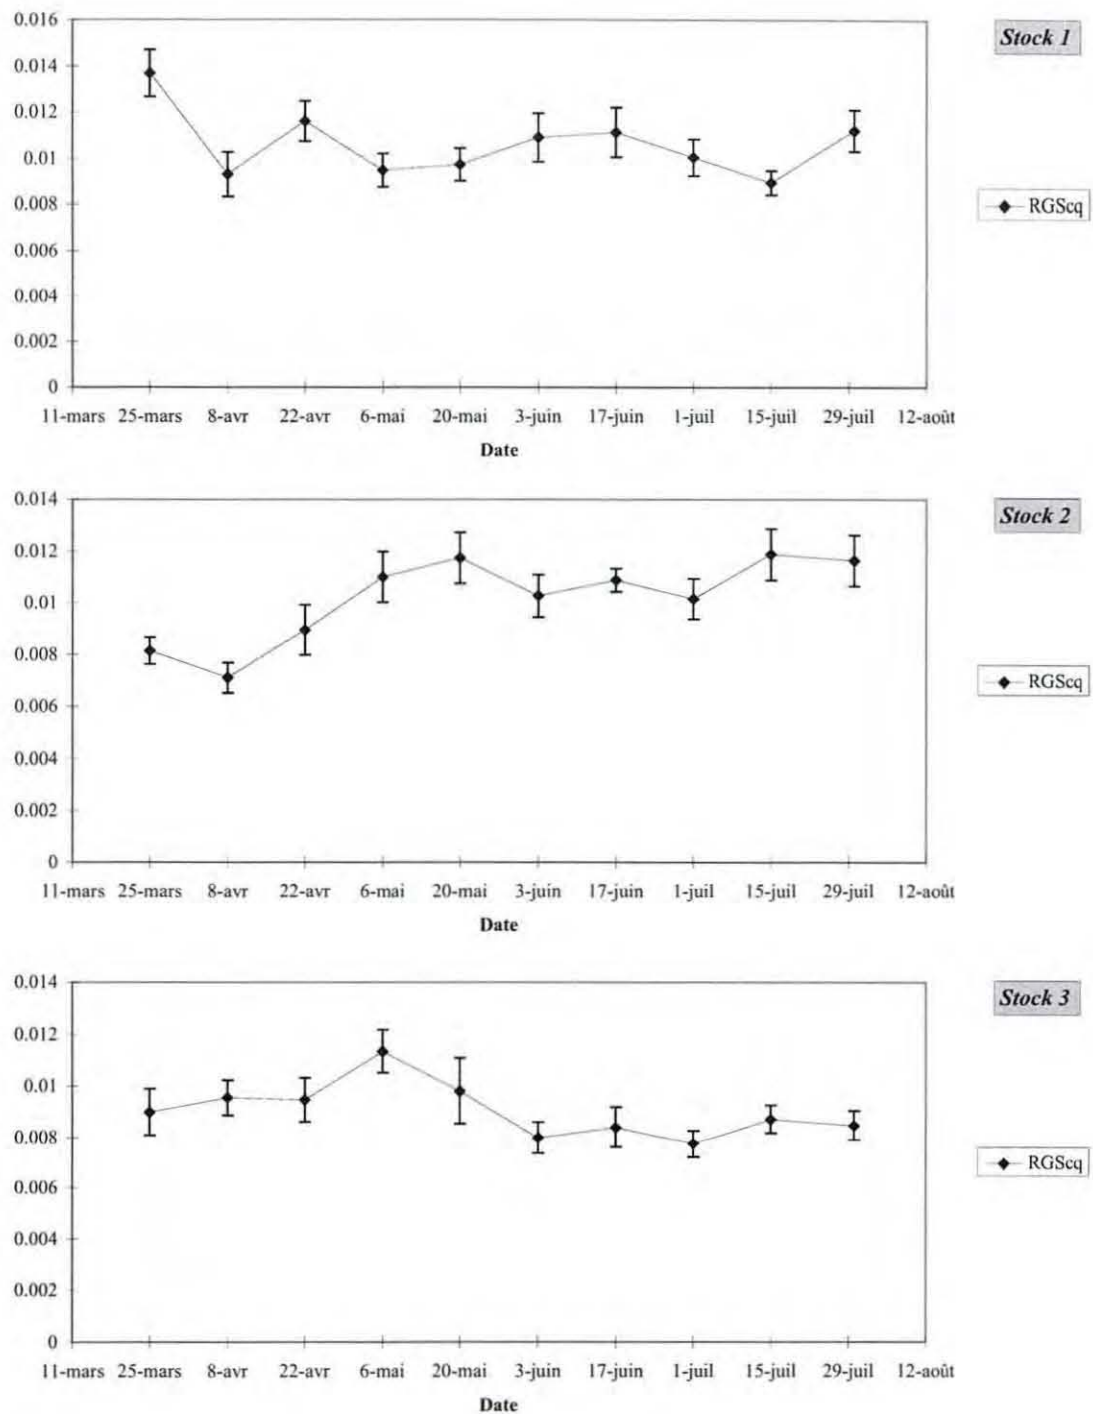 Stock 1
0.016
0.014
0.012
0.01
0.008
0.006
0.004
0.002
0
RGScq
11-mars 25-mars 8-avr 22-avr 6-mai 20-mai 3-juin 17-juin 1-juil 15-juil 29-juil 12-août
Date
Stock 2
0.014
0.012
0.01
0.008
0.006
0.004
0.002
0
RGScq
11-mars 25-mars 8-avr 22-avr 6-mai 20-mai 3-juin 17-juin 1-juil 15-juil 29-juil 12-août
Date
Stock 3
0.014
0.012
0.01
0.008
0.006
0.004
0.002
0
RGScq
11-mars 25-mars 8-avr 22-avr 6-mai 20-mai 3-juin 17-juin 1-juil 15-juil 29-juil 12-août
Date